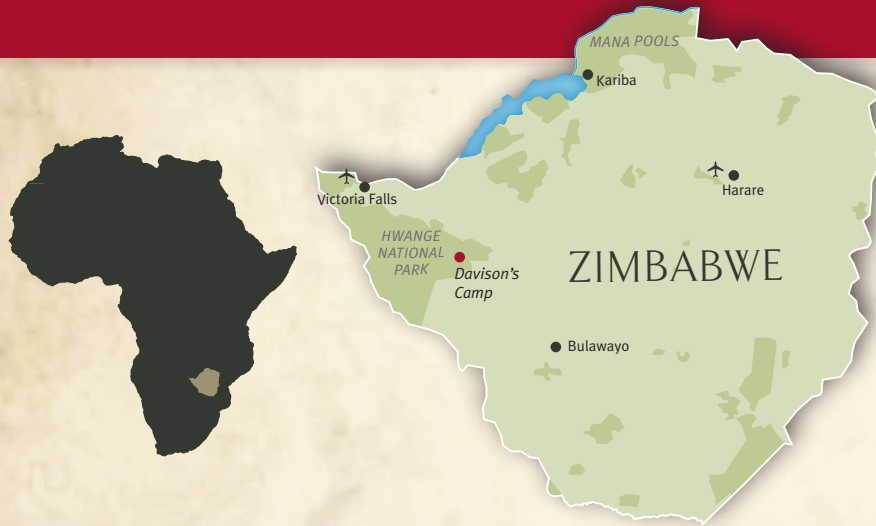 MANA POOLS
Kariba
Harare
Victoria Falls
HWANGE
NATIONAL
PARK
Davison's
Camp
ZIMBABWE
Bulawayo